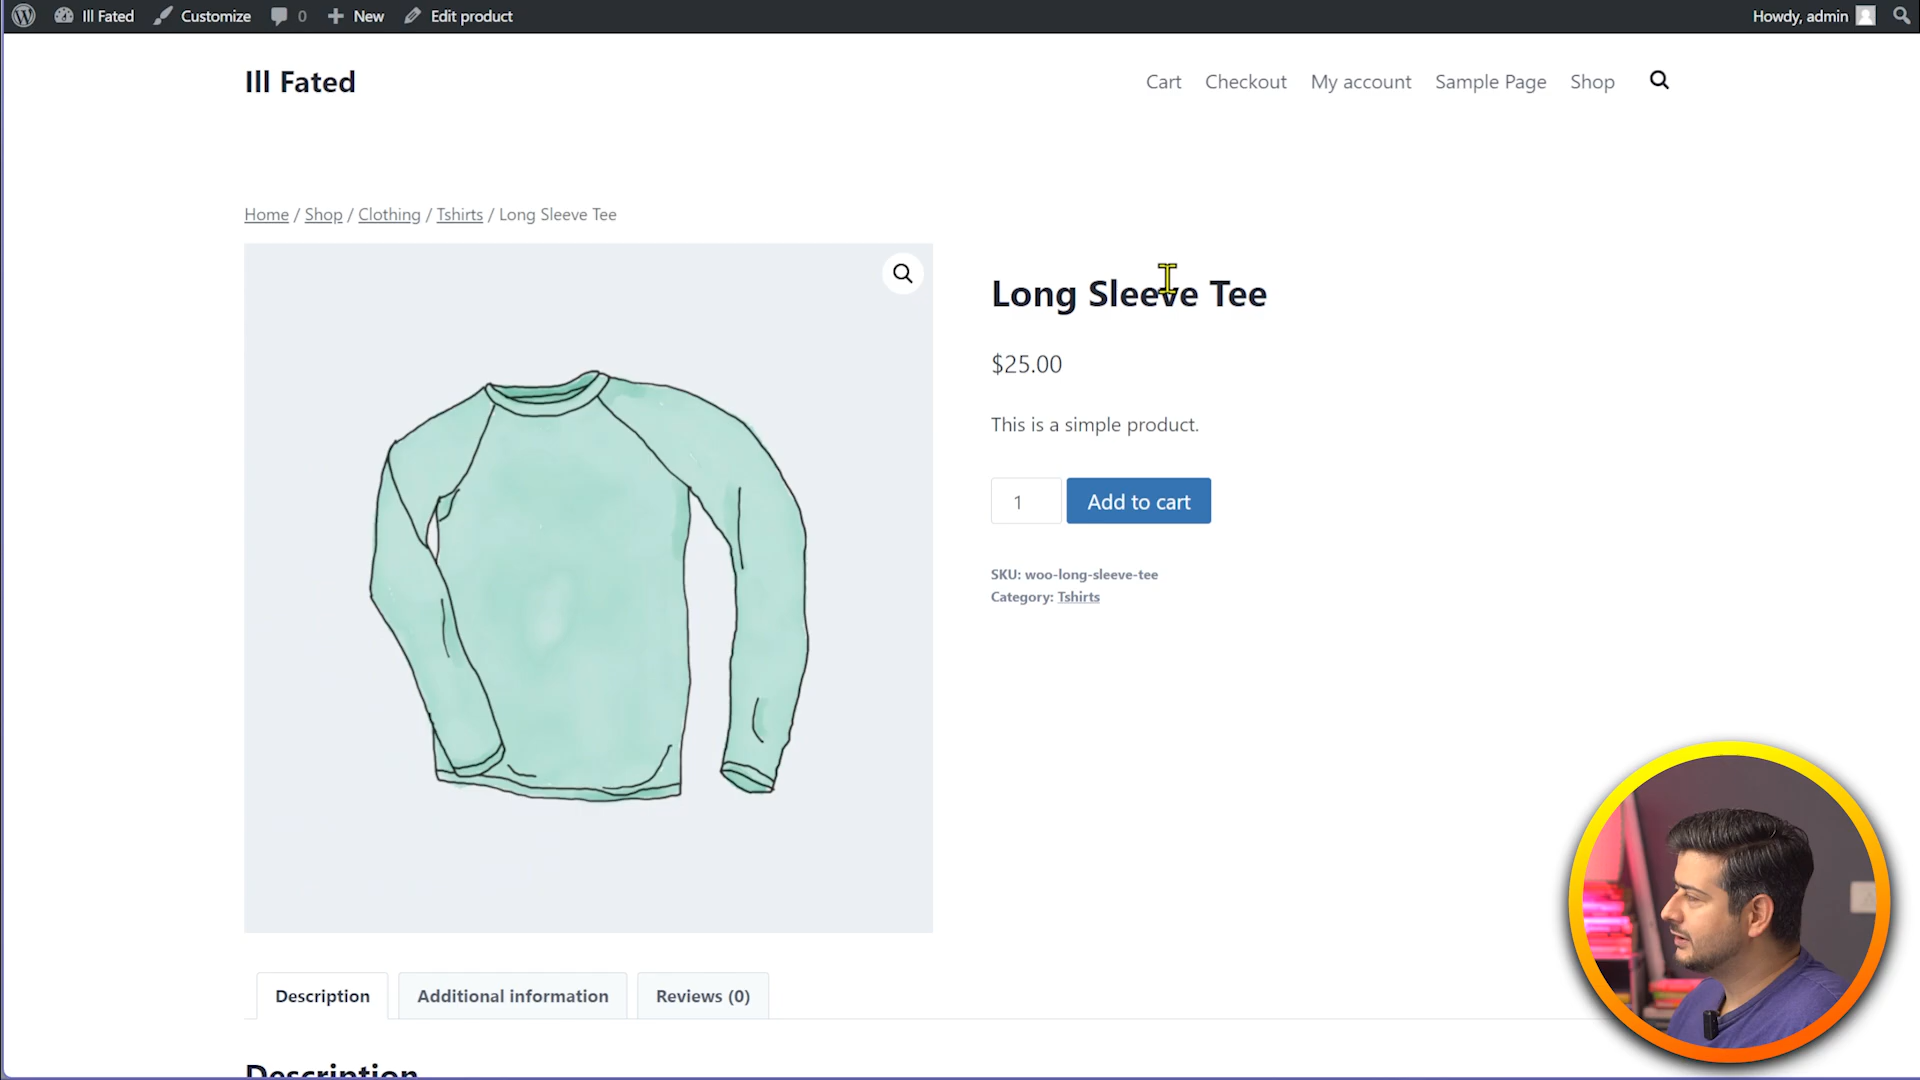 Ill Fated Customize 0 New Edit product Howdy, admin
Ill Fated Cart Checkout My account Sample Page Shop
Home / Shop / Clothing / Tshirts / Long Sleeve Tee
Long Sleeve Tee
$25.00
This is a simple product.
1 Add to cart
SKU: woo-long-sleeve-tee
Category: Tshirts
Description Additional information Reviews (0)
Description